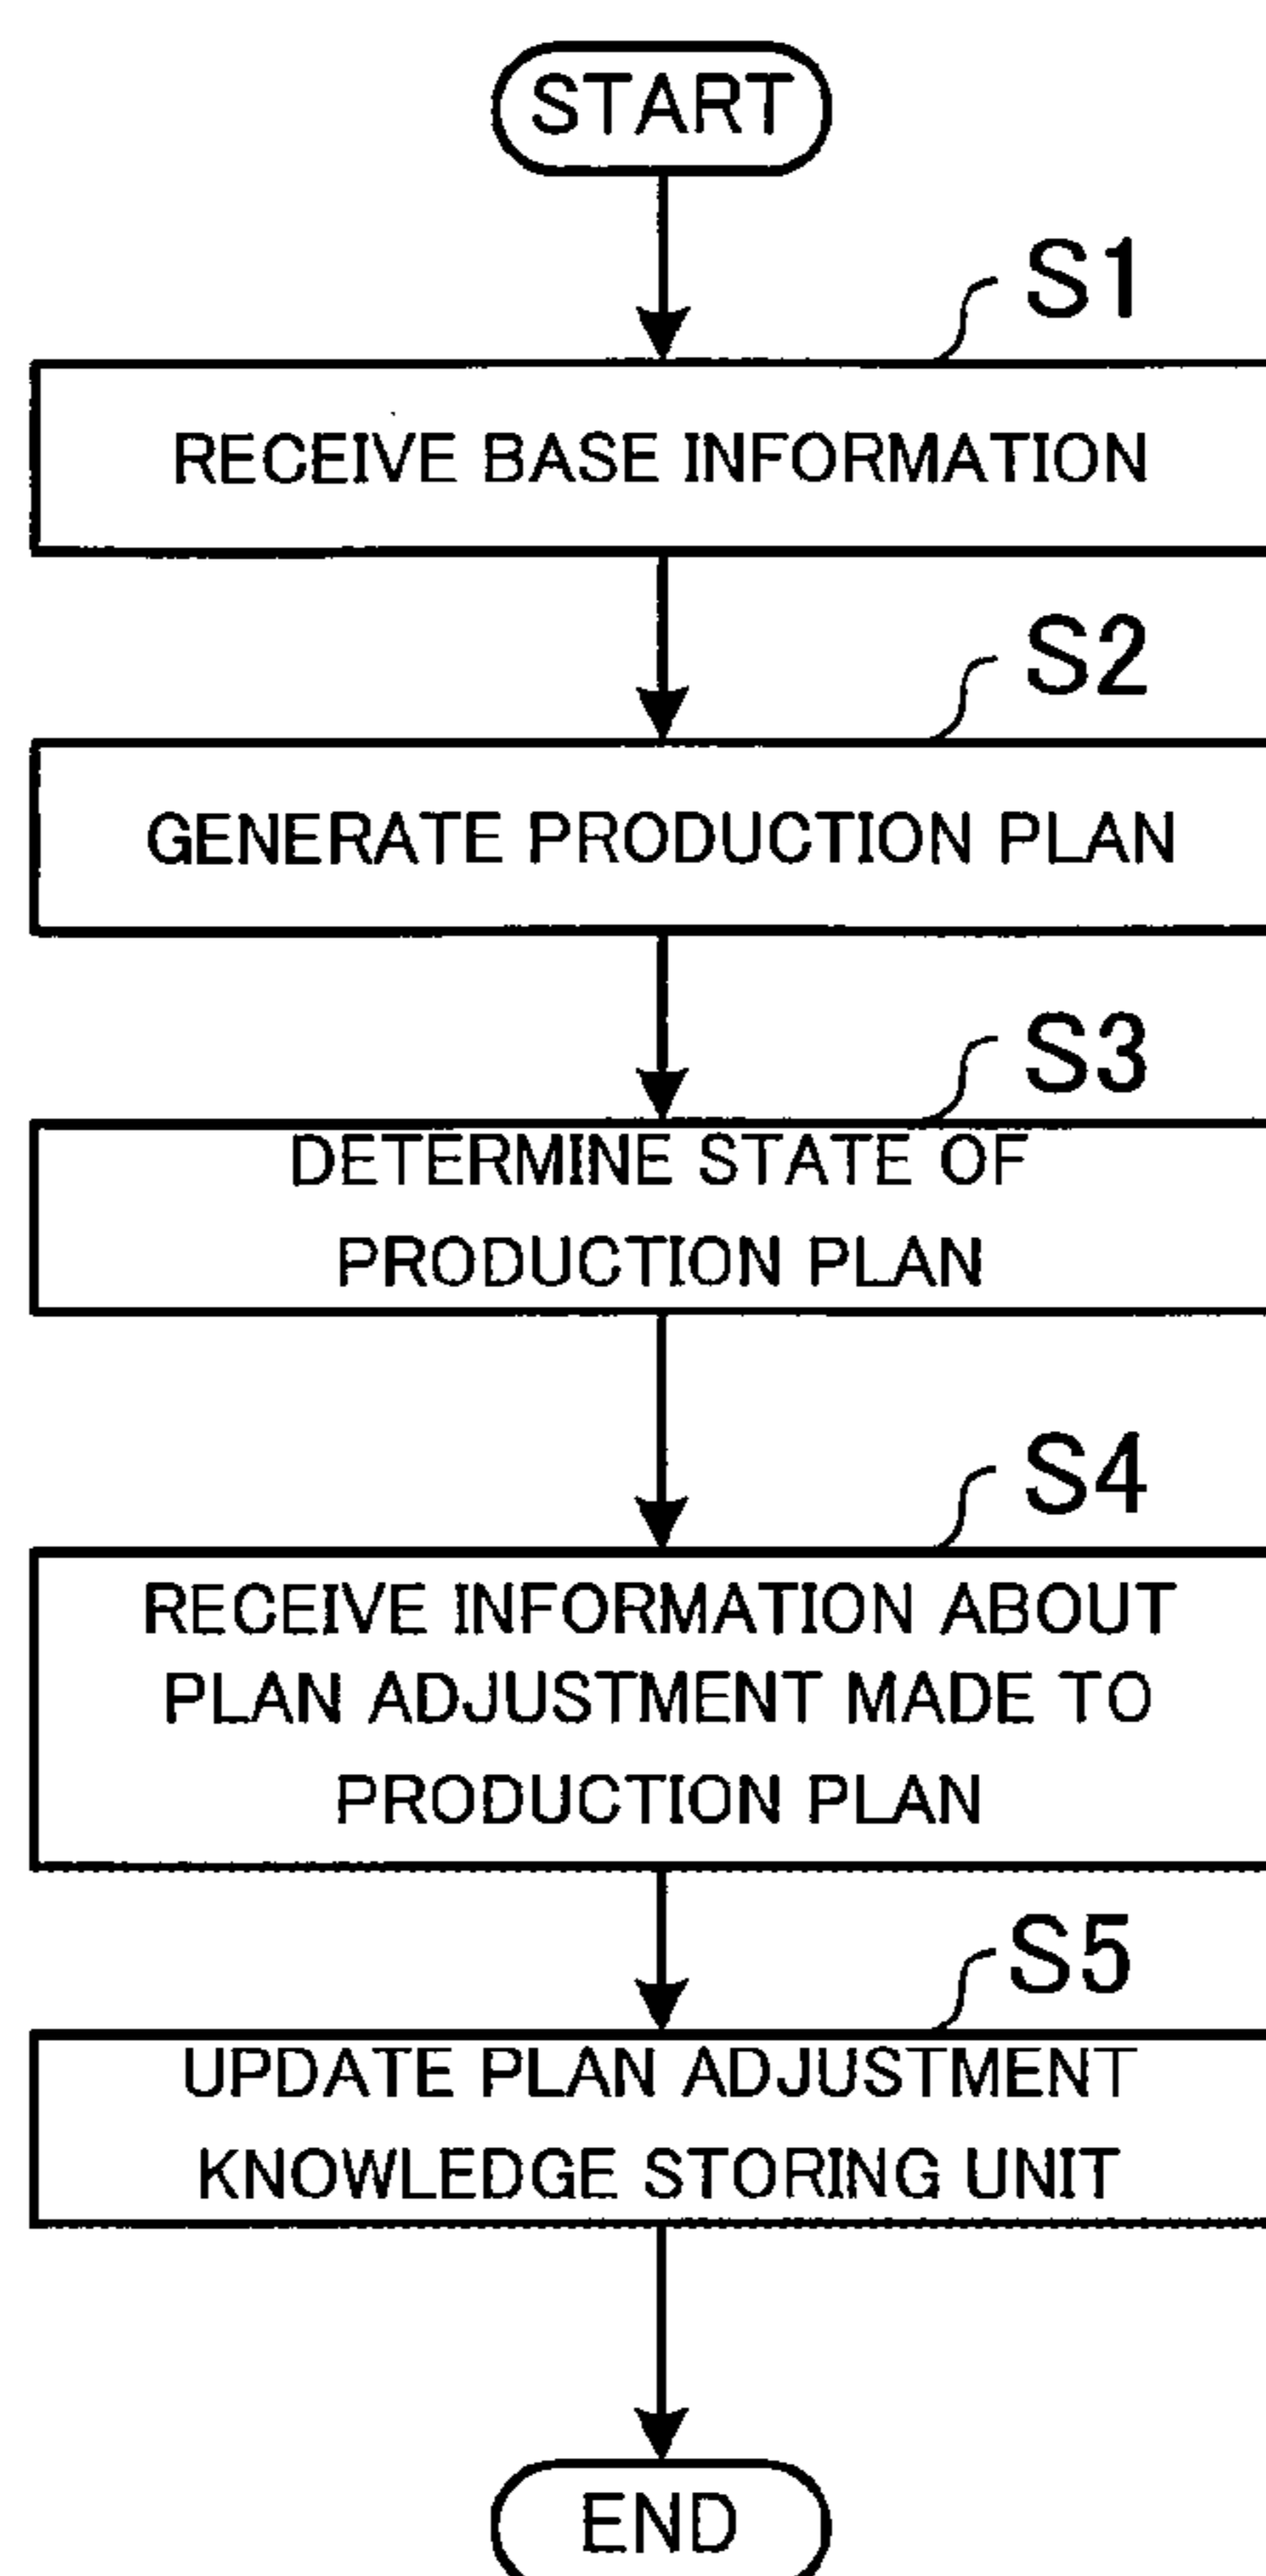 START
S1
RECEIVE BASE INFORMATION
S2
GENERATE PRODUCTION PLAN
S3
DETERMINE STATE OF
PRODUCTION PLAN
S4
RECEIVE INFORMATION ABOUT
PLAN ADJUSTMENT MADE TO
PRODUCTION PLAN
S5
UPDATE PLAN ADJUSTMENT
KNOWLEDGE STORING UNIT
END